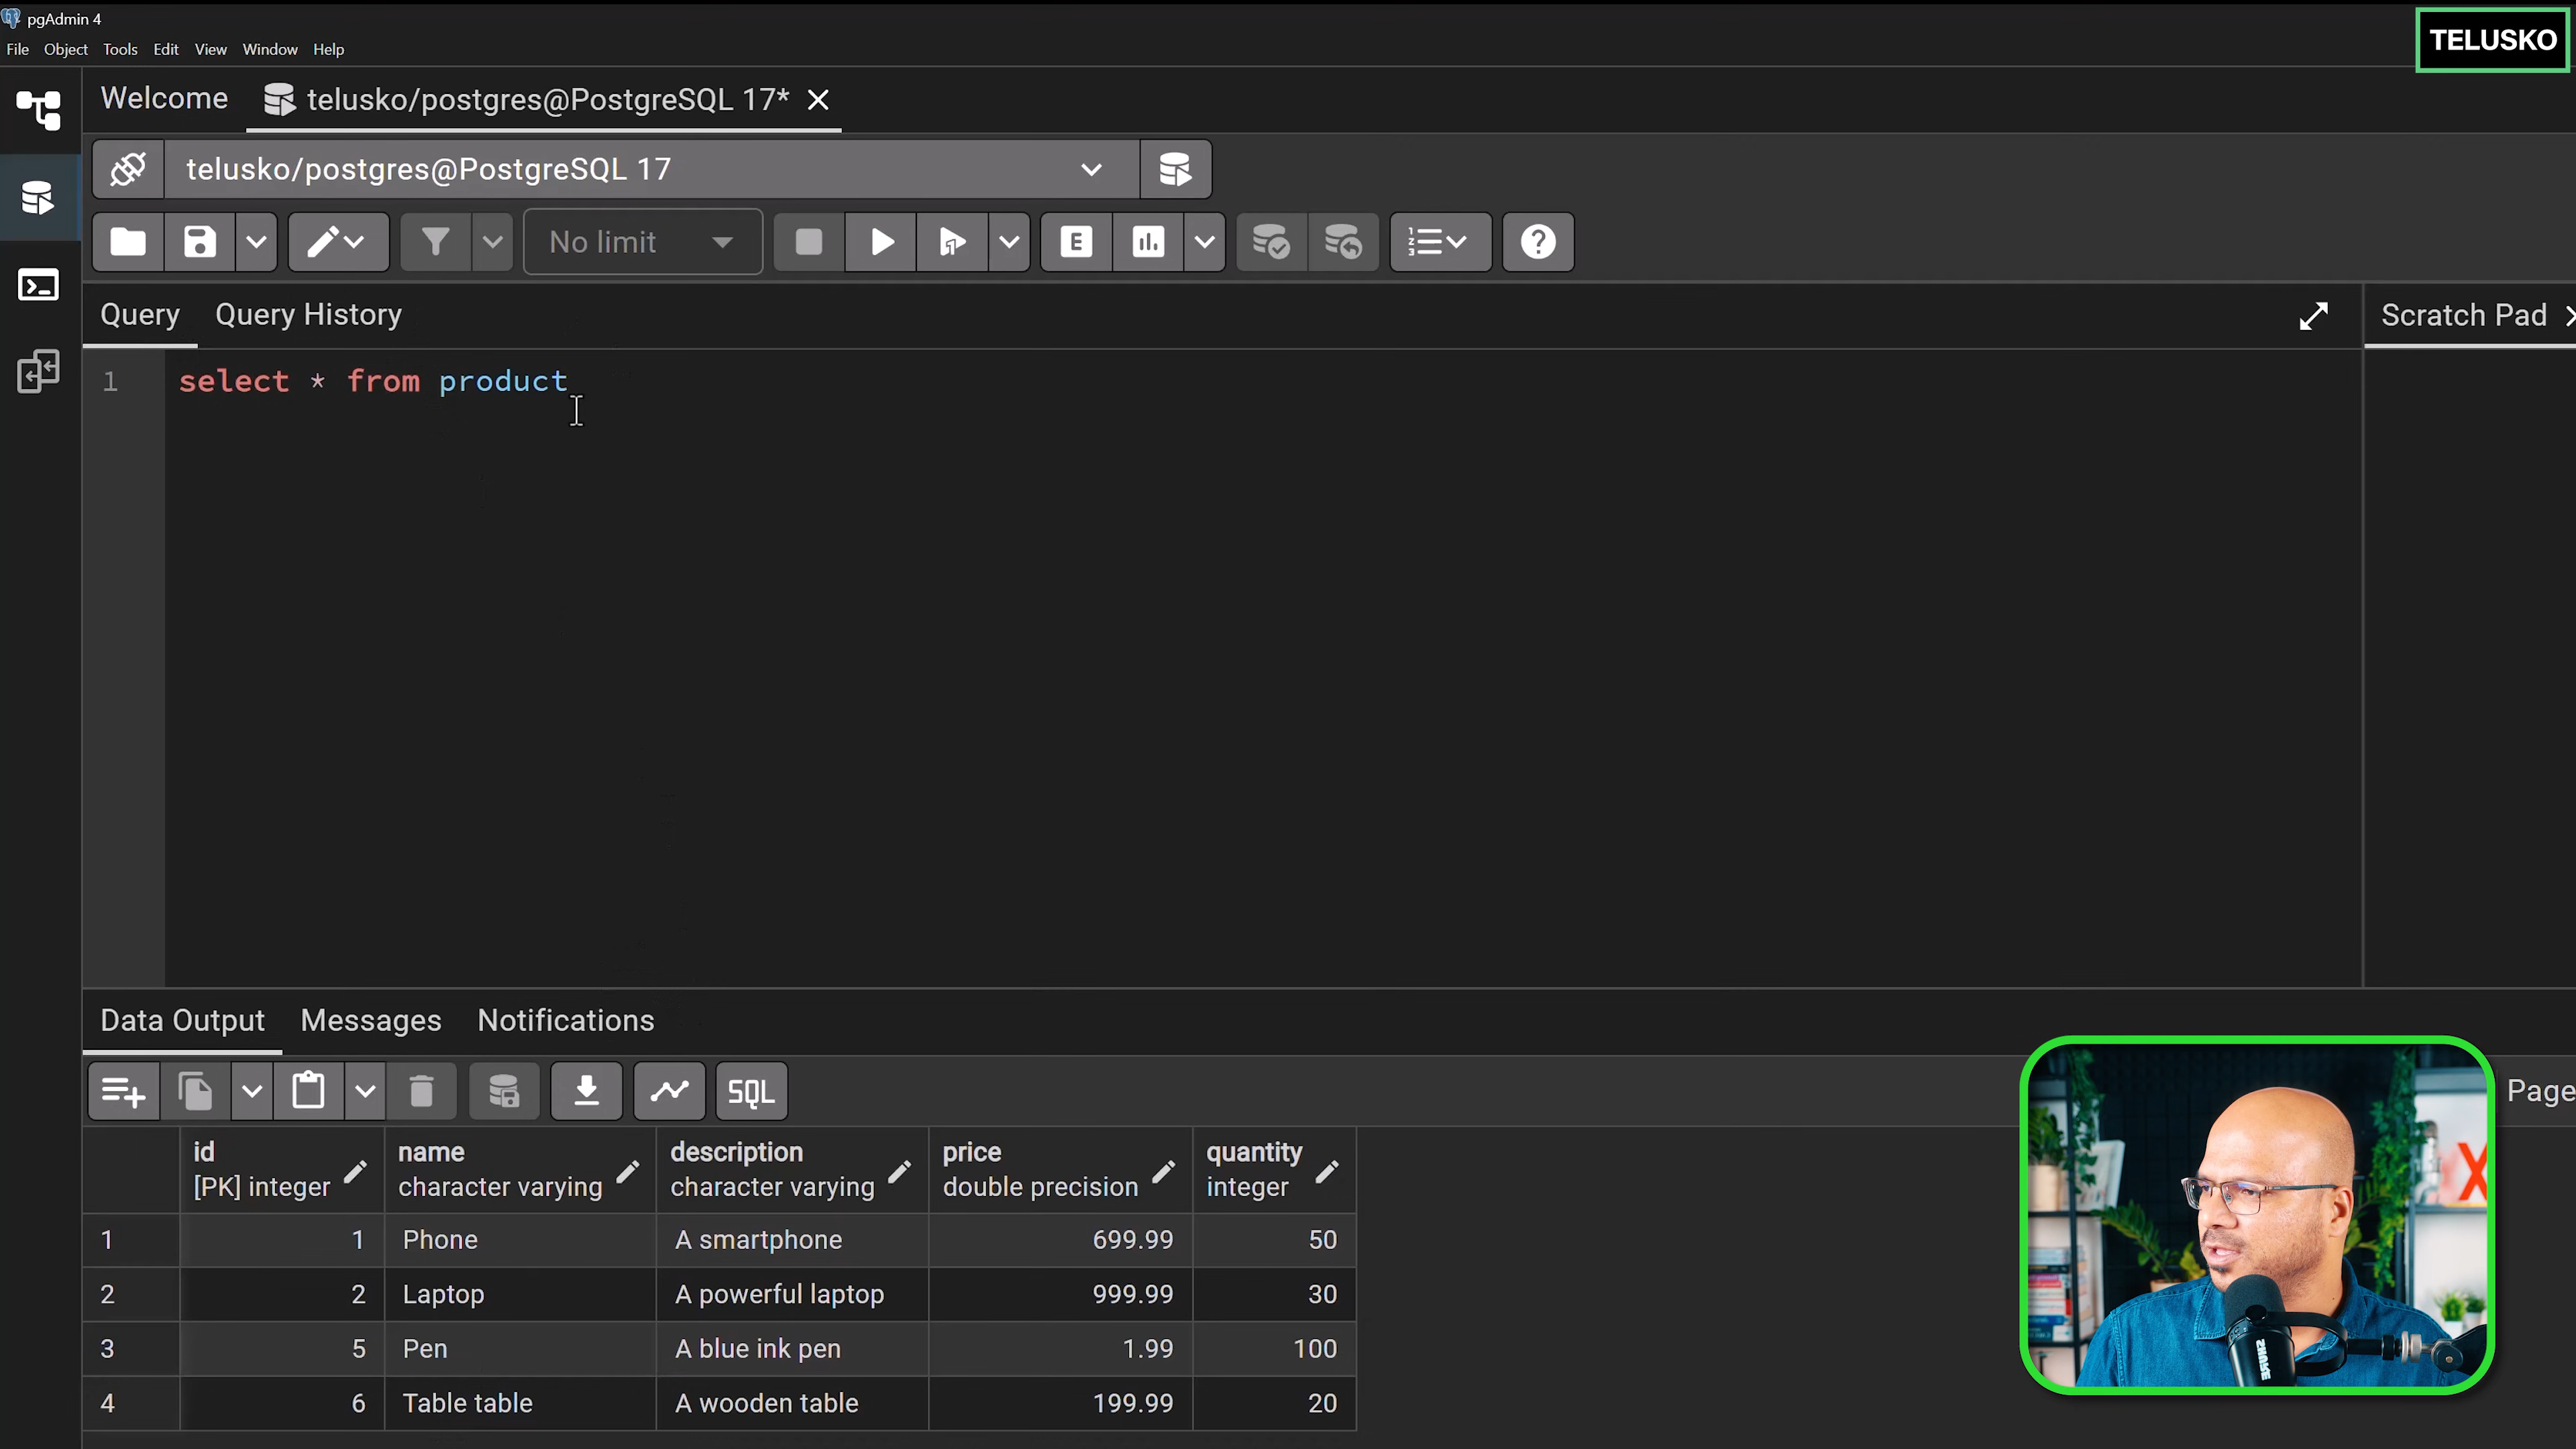 pgAdmin 4
TELUSKO
File Object Tools Edit View Window Help
Welcome telusko/postgres@PostgreSQL 17*
telusko/postgres@PostgreSQL 17
No limit
E
Query Query History
Scratch Pad
1 select * from product
Data Output Messages Notifications
SQL
Page
id name description price quantity
[PK] integer character varying character varying double precision integer
1 1 Phone A smartphone 699.99 50
2 2 Laptop A powerful laptop 999.99 30
3 5 Pen A blue ink pen 1.99 100
4 6 Table table A wooden table 199.99 20
SHURE